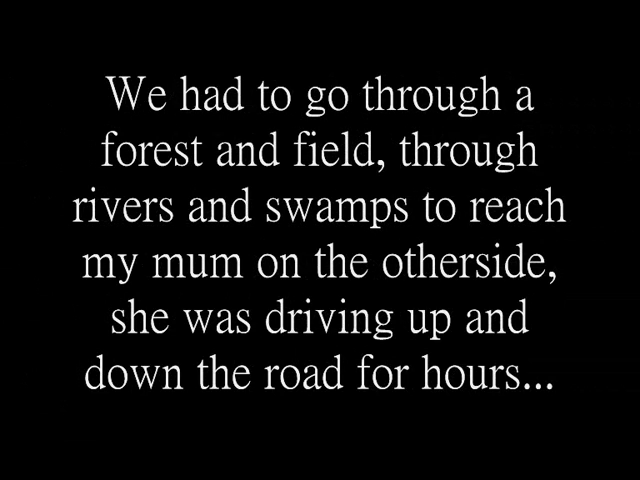 We had to go through a
forest and field, through
rivers and swamps to reach
my mum on the otherside,
she was driving up and
down the road for hours...